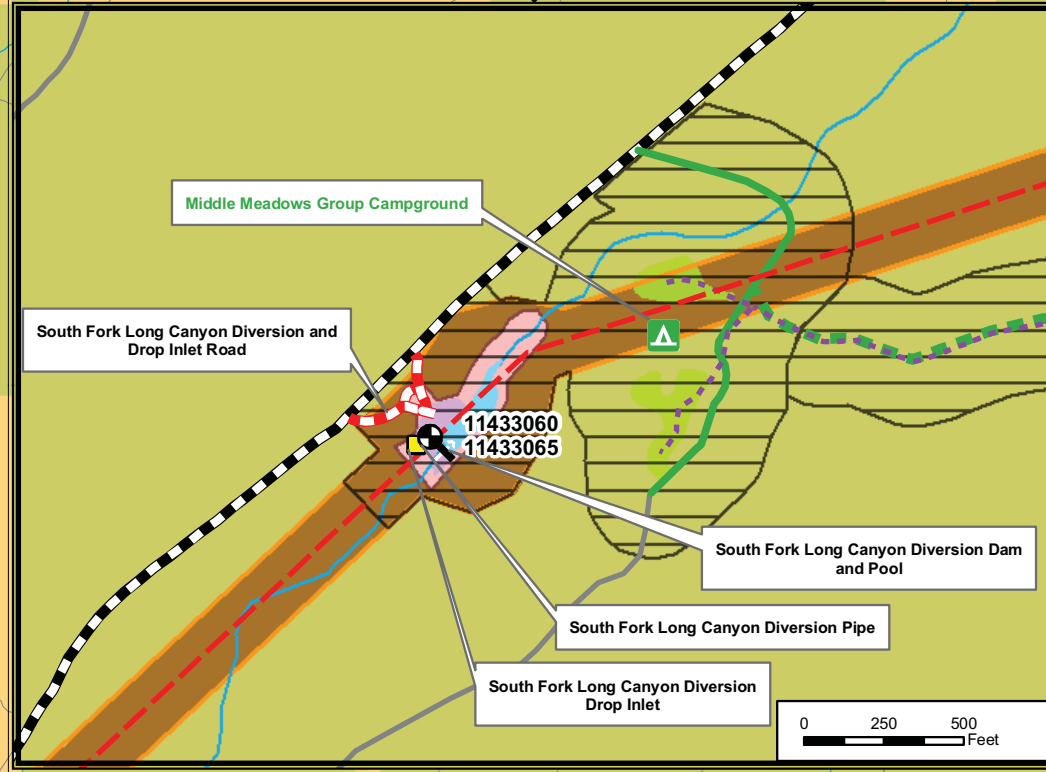 Middle Meadows Group Campground
South Fork Long Canyon Diversion and
Drop Inlet Road
11433060
11433065
South Fork Long Canyon Diversion Dam
and Pool
South Fork Long Canyon Diversion Pipe
South Fork Long Canyon Diversion
Drop Inlet
0 250 500
Feet